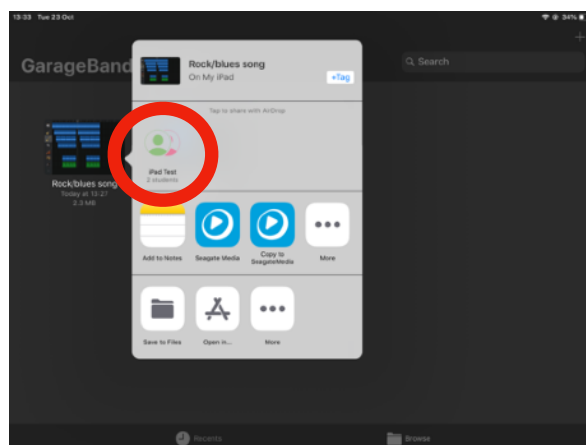 13:33 Tue 23 Oct
34%
GarageBand
Rock/blues song
On My iPad
+Tag
Search
Tap to share with AirDrop
iPad Test
2 students
Rock/blues song
Today at 13:27
2.3 MB
Add to Notes
Seagate Media
Copy to
SeagateMedia
More
Save to Files
Open in...
More
Recents
Browse